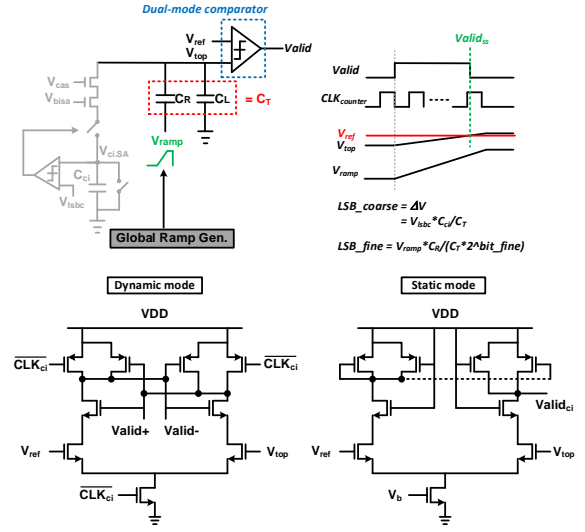 Dual-mode comparator
Vref
Vtop
Valid
Vcas
Vbisa
CR
CL
= CT
Vramp
Vci.SA
Cci
Vlsbc
Global Ramp Gen.
Validss
Valid
CLKcounter
Vref
Vtop
Vramp
LSB_coarse = ΔV
= Vlsbc*Cci/CT
LSB_fine = Vramp*CR/(CT*2^bit_fine)
Dynamic mode
Static mode
VDD
VDD
CLKci
CLKci
Valid+
Valid-
Validci
Vref
Vtop
Vref
Vtop
CLKci
Vb